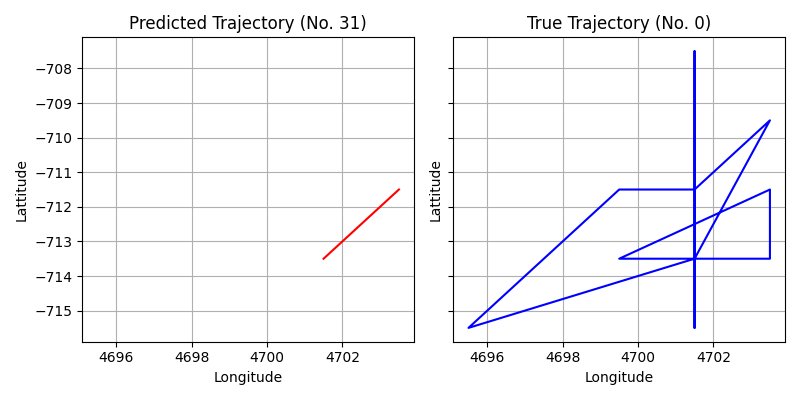 Predicted Trajectory (No. 31)
−708
−709
−710
−711
−712
−713
−714
−715
Lattitude
4696 4698 4700 4702
Longitude
True Trajectory (No. 0)
Lattitude
4696 4698 4700 4702
Longitude